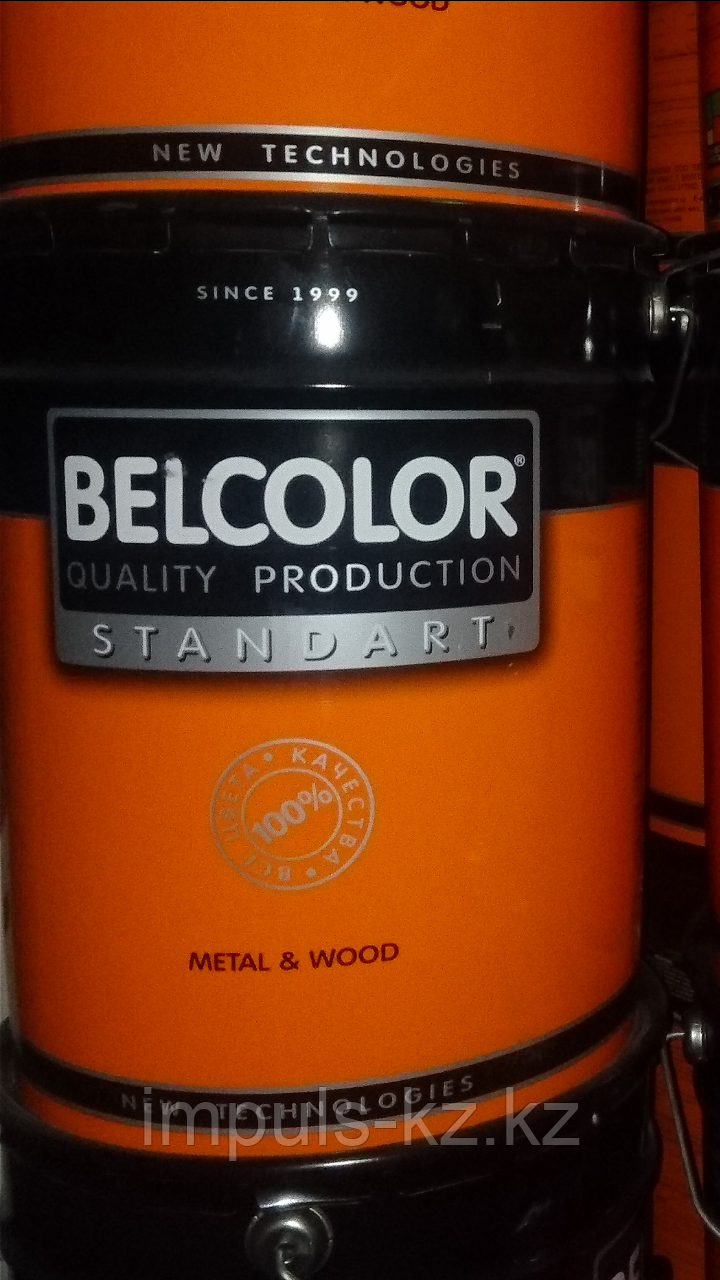 WOOD
NEW TECHNOLOGIES
SINCE 1999
BELCOLOR®
QUALITY PRODUCTION
STANDART
ВСЕ ЦВЕТА • КАЧЕСТВА •
100%
METAL & WOOD
NEW TECHNOLOGIES
impuls-kz.kz